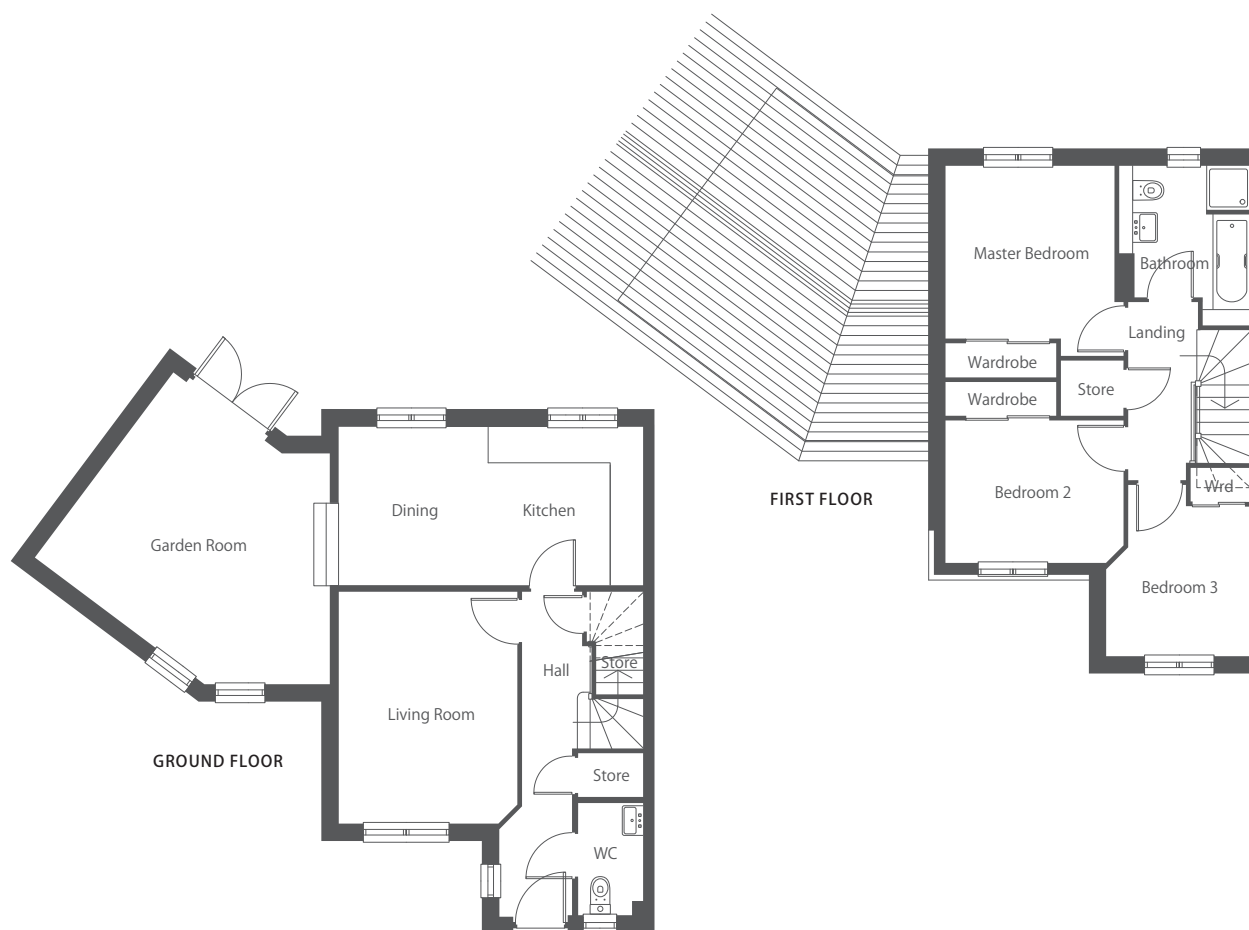 Master Bedroom
Bathroom
Landing
Wardrobe
Store
Wardrobe
Bedroom 2
Wrd
Bedroom 3
FIRST FLOOR
Garden Room
Dining
Kitchen
Hall
Store
Living Room
Store
WC
GROUND FLOOR